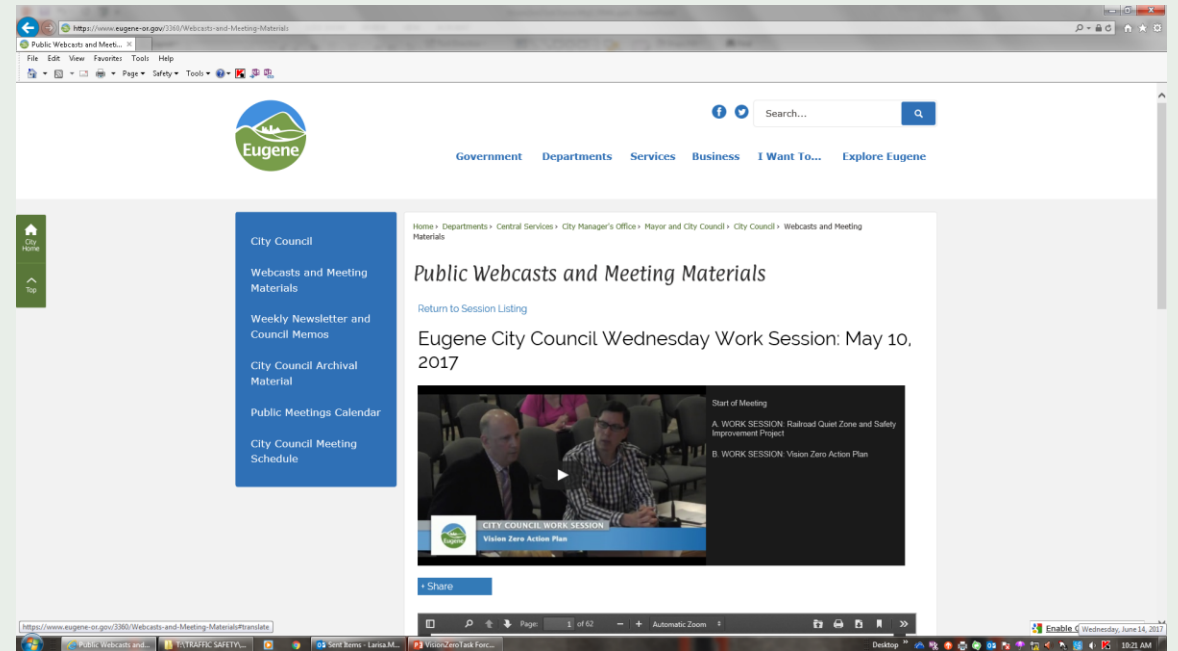 https://www.eugene-or.gov/3360/Webcasts-and-Meeting-Materials
Public Webcasts and Meeti...
File Edit View Favorites Tools Help
Page Safety Tools
Eugene
Search...
Government Departments Services Business I Want To... Explore Eugene
City Home
Top
City Council
Webcasts and Meeting
Materials
Weekly Newsletter and
Council Memos
City Council Archival
Material
Public Meetings Calendar
City Council Meeting
Schedule
Home › Departments › Central Services › City Manager's Office › Mayor and City Council › City Council › Webcasts and Meeting
Materials
Public Webcasts and Meeting Materials
Return to Session Listing
Eugene City Council Wednesday Work Session: May 10,
2017
Start of Meeting
A. WORK SESSION: Railroad Quiet Zone and Safety
Improvement Project
B. WORK SESSION: Vision Zero Action Plan
Eugene
CITY COUNCIL WORK SESSION
Vision Zero Action Plan
+ Share
Page: 1 of 62 − + Automatic Zoom
https://www.eugene-or.gov/3360/Webcasts-and-Meeting-Materials#translate
Enable
Wednesday, June 14, 2017
Public Webcasts and...
T:\TRAFFIC SAFETY\...
Sent Items - Larisa.M...
VisionZeroTask Forc...
Desktop
10:21 AM